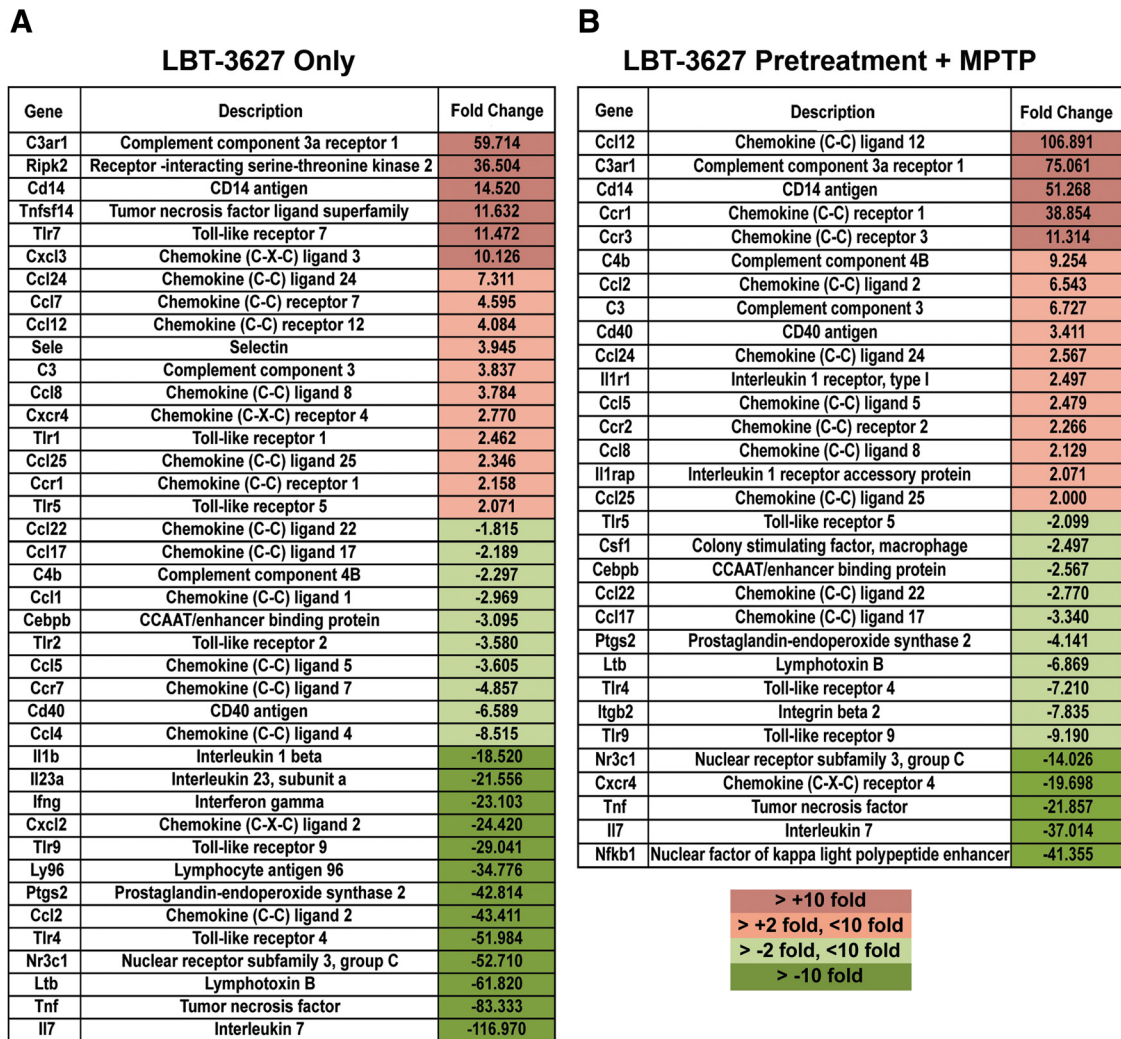 A
LBT-3627 Only
Gene Description Fold Change
C3ar1 Complement component 3a receptor 1 59.714
Ripk2 Receptor -interacting serine-threonine kinase 2 36.504
Cd14 CD14 antigen 14.520
Tnfsf14 Tumor necrosis factor ligand superfamily 11.632
Tlr7 Toll-like receptor 7 11.472
Cxcl3 Chemokine (C-X-C) ligand 3 10.126
Ccl24 Chemokine (C-C) ligand 24 7.311
Ccl7 Chemokine (C-C) receptor 7 4.595
Ccl12 Chemokine (C-C) receptor 12 4.084
Sele Selectin 3.945
C3 Complement component 3 3.837
Ccl8 Chemokine (C-C) ligand 8 3.784
Cxcr4 Chemokine (C-X-C) receptor 4 2.770
Tlr1 Toll-like receptor 1 2.462
Ccl25 Chemokine (C-C) ligand 25 2.346
Ccr1 Chemokine (C-C) receptor 1 2.158
Tlr5 Toll-like receptor 5 2.071
Ccl22 Chemokine (C-C) ligand 22 -1.815
Ccl17 Chemokine (C-C) ligand 17 -2.189
C4b Complement component 4B -2.297
Ccl1 Chemokine (C-C) ligand 1 -2.969
Cebpb CCAAT/enhancer binding protein -3.095
Tlr2 Toll-like receptor 2 -3.580
Ccl5 Chemokine (C-C) ligand 5 -3.605
Ccr7 Chemokine (C-C) ligand 7 -4.857
Cd40 CD40 antigen -6.589
Ccl4 Chemokine (C-C) ligand 4 -8.515
Il1b Interleukin 1 beta -18.520
Il23a Interleukin 23, subunit a -21.556
Ifng Interferon gamma -23.103
Cxcl2 Chemokine (C-X-C) ligand 2 -24.420
Tlr9 Toll-like receptor 9 -29.041
Ly96 Lymphocyte antigen 96 -34.776
Ptgs2 Prostaglandin-endoperoxide synthase 2 -42.814
Ccl2 Chemokine (C-C) ligand 2 -43.411
Tlr4 Toll-like receptor 4 -51.984
Nr3c1 Nuclear receptor subfamily 3, group C -52.710
Ltb Lymphotoxin B -61.820
Tnf Tumor necrosis factor -83.333
Il7 Interleukin 7 -116.970
B
LBT-3627 Pretreatment + MPTP
Gene Description Fold Change
Ccl12 Chemokine (C-C) ligand 12 106.891
C3ar1 Complement component 3a receptor 1 75.061
Cd14 CD14 antigen 51.268
Ccr1 Chemokine (C-C) receptor 1 38.854
Ccr3 Chemokine (C-C) receptor 3 11.314
C4b Complement component 4B 9.254
Ccl2 Chemokine (C-C) ligand 2 6.543
C3 Complement component 3 6.727
Cd40 CD40 antigen 3.411
Ccl24 Chemokine (C-C) ligand 24 2.567
Il1r1 Interleukin 1 receptor, type I 2.497
Ccl5 Chemokine (C-C) ligand 5 2.479
Ccr2 Chemokine (C-C) receptor 2 2.266
Ccl8 Chemokine (C-C) ligand 8 2.129
Il1rap Interleukin 1 receptor accessory protein 2.071
Ccl25 Chemokine (C-C) ligand 25 2.000
Tlr5 Toll-like receptor 5 -2.099
Csf1 Colony stimulating factor, macrophage -2.497
Cebpb CCAAT/enhancer binding protein -2.567
Ccl22 Chemokine (C-C) ligand 22 -2.770
Ccl17 Chemokine (C-C) ligand 17 -3.340
Ptgs2 Prostaglandin-endoperoxide synthase 2 -4.141
Ltb Lymphotoxin B -6.869
Tlr4 Toll-like receptor 4 -7.210
Itgb2 Integrin beta 2 -7.835
Tlr9 Toll-like receptor 9 -9.190
Nr3c1 Nuclear receptor subfamily 3, group C -14.026
Cxcr4 Chemokine (C-X-C) receptor 4 -19.698
Tnf Tumor necrosis factor -21.857
Il7 Interleukin 7 -37.014
Nfkb1 Nuclear factor of kappa light polypeptide enhancer -41.355
> +10 fold
> +2 fold, <10 fold
> -2 fold, <10 fold
> -10 fold